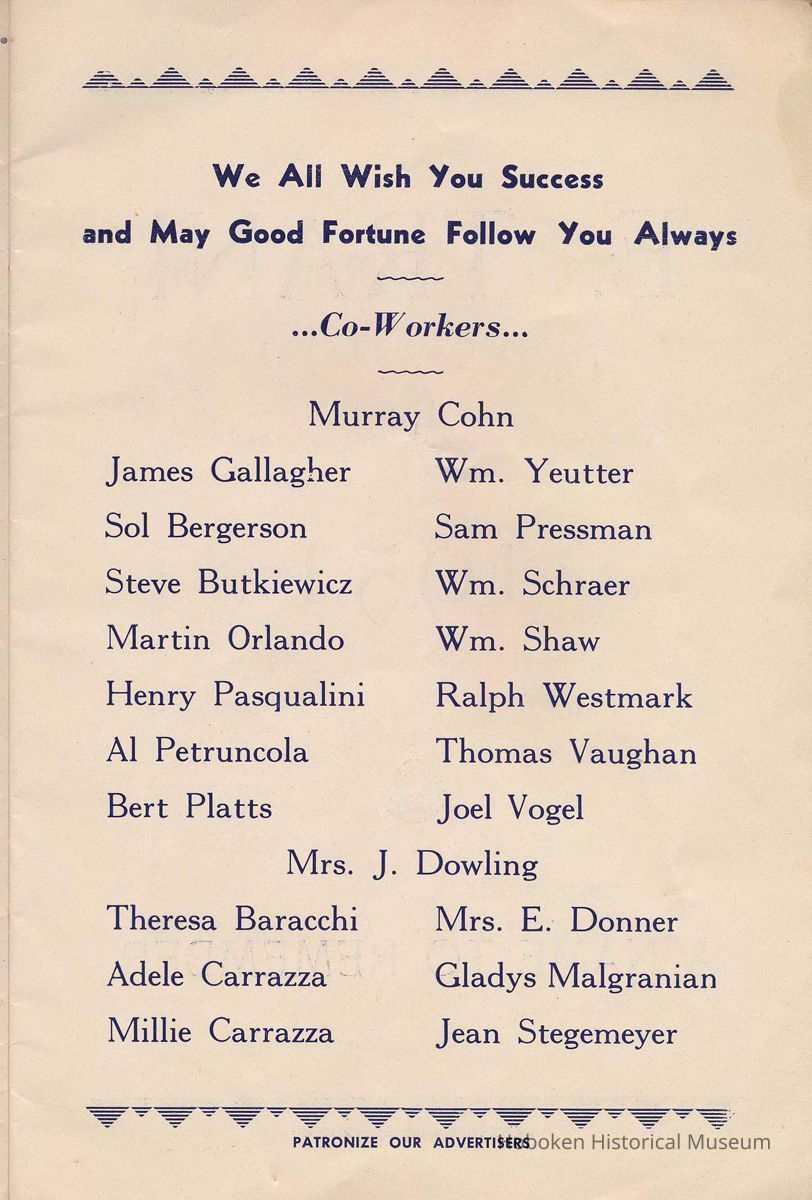 We All Wish You Success
and May Good Fortune Follow You Always
...Co-Workers...
Murray Cohn
James Gallagher Wm. Yeutter
Sol Bergerson Sam Pressman
Steve Butkiewicz Wm. Schraer
Martin Orlando Wm. Shaw
Henry Pasqualini Ralph Westmark
Al Petruncola Thomas Vaughan
Bert Platts Joel Vogel
Mrs. J. Dowling
Theresa Baracchi Mrs. E. Donner
Adele Carrazza Gladys Malgranian
Millie Carrazza Jean Stegemeyer
PATRONIZE OUR ADVERTISERS
Hoboken Historical Museum